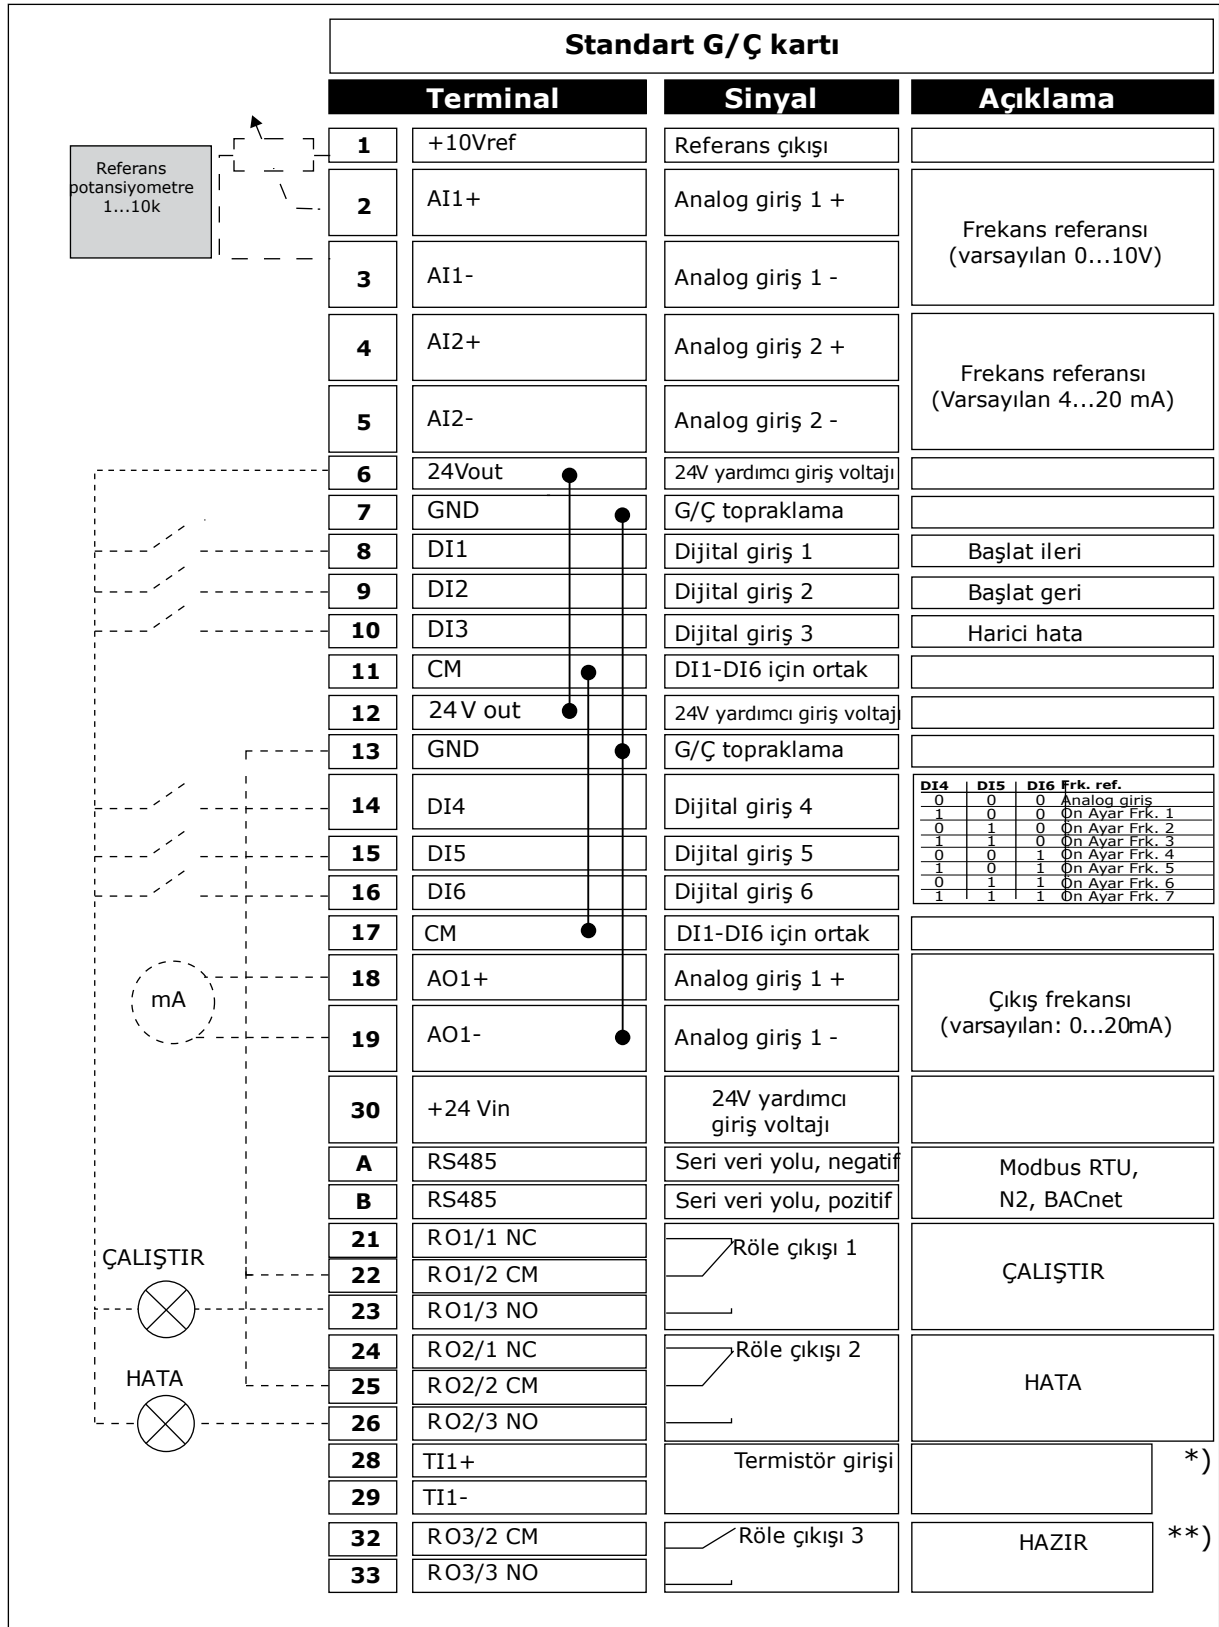 Standart G/Ç kartı
Terminal Sinyal Açıklama
Referans
potansiyometre
1...10k
1 +10Vref Referans çıkışı
2 AI1+ Analog giriş 1 +
Frekans referansı
(varsayılan 0...10V)
3 AI1- Analog giriş 1 -
4 AI2+ Analog giriş 2 +
Frekans referansı
(Varsayılan 4...20 mA)
5 AI2- Analog giriş 2 -
6 24Vout 24V yardımcı giriş voltajı
7 GND G/Ç topraklama
8 DI1 Dijital giriş 1 Başlat ileri
9 DI2 Dijital giriş 2 Başlat geri
10 DI3 Dijital giriş 3 Harici hata
11 CM DI1-DI6 için ortak
12 24V out 24V yardımcı giriş voltajı
13 GND G/Ç topraklama
14 DI4 Dijital giriş 4
DI4 DI5 DI6 Frk. ref.
0 0 0 Analog giriş
1 0 0 Ön Ayar Frk. 1
0 1 0 Ön Ayar Frk. 2
1 1 0 Ön Ayar Frk. 3
0 0 1 Ön Ayar Frk. 4
1 0 1 Ön Ayar Frk. 5
0 1 1 Ön Ayar Frk. 6
1 1 1 Ön Ayar Frk. 7
15 DI5 Dijital giriş 5
16 DI6 Dijital giriş 6
17 CM DI1-DI6 için ortak
mA
18 AO1+ Analog giriş 1 +
Çıkış frekansı
(varsayılan: 0...20mA)
19 AO1- Analog giriş 1 -
30 +24 Vin 24V yardımcı
giriş voltajı
A RS485 Seri veri yolu, negatif
Modbus RTU,
N2, BACnet
B RS485 Seri veri yolu, pozitif
21 RO1/1 NC Röle çıkışı 1
ÇALIŞTIR
22 RO1/2 CM ÇALIŞTIR
23 RO1/3 NO
24 RO2/1 NC Röle çıkışı 2
HATA
25 RO2/2 CM HATA
26 RO2/3 NO
28 TI1+ Termistör girişi *)
29 TI1-
32 RO3/2 CM Röle çıkışı 3 HAZIR **)
33 RO3/3 NO